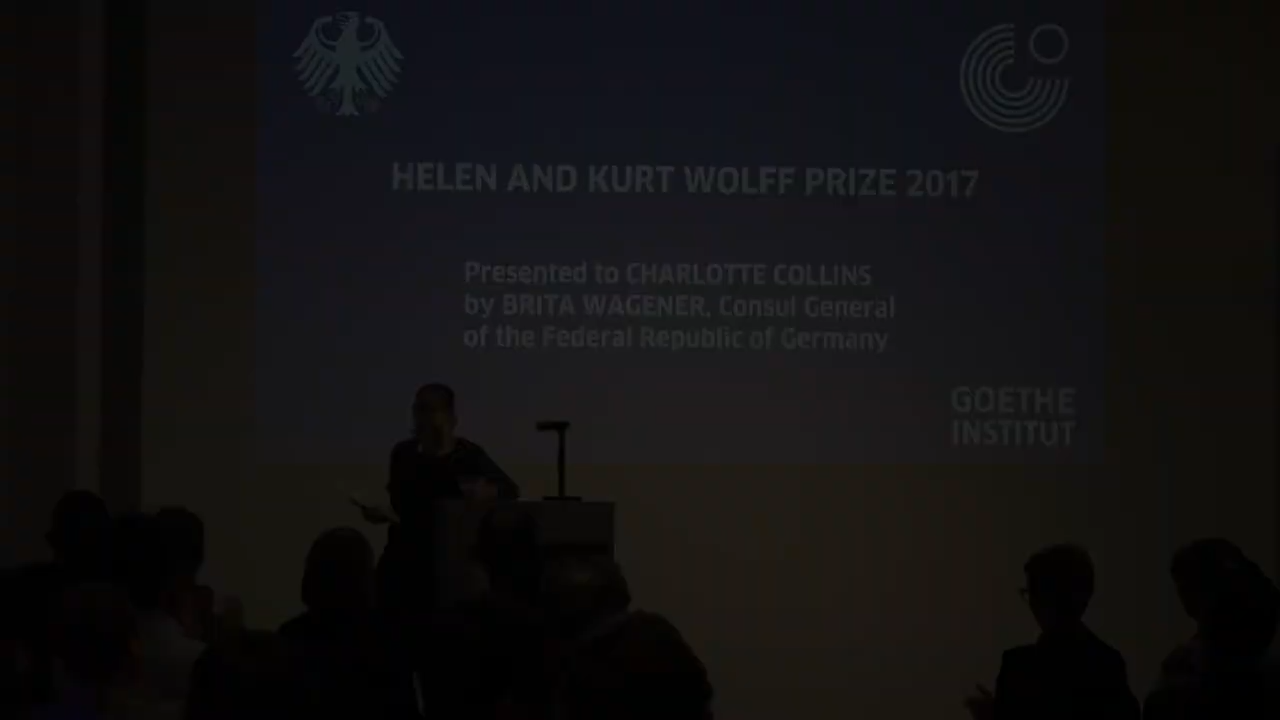 HELEN AND KURT WOLFF PRIZE 2017
Presented to CHARLOTTE COLLINS
by BRITA WAGENER, Consul General
of the Federal Republic of Germany
GOETHE
INSTITUT